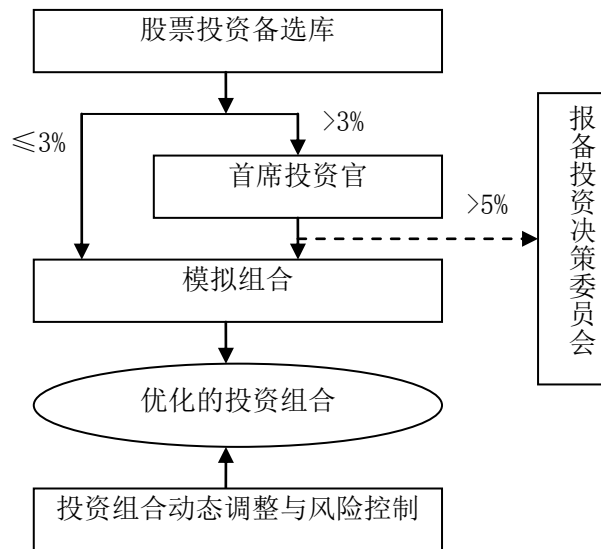 股票投资备选库
≤3%
>3%
首席投资官
>5%
报备投资决策委员会
模拟组合
优化的投资组合
投资组合动态调整与风险控制